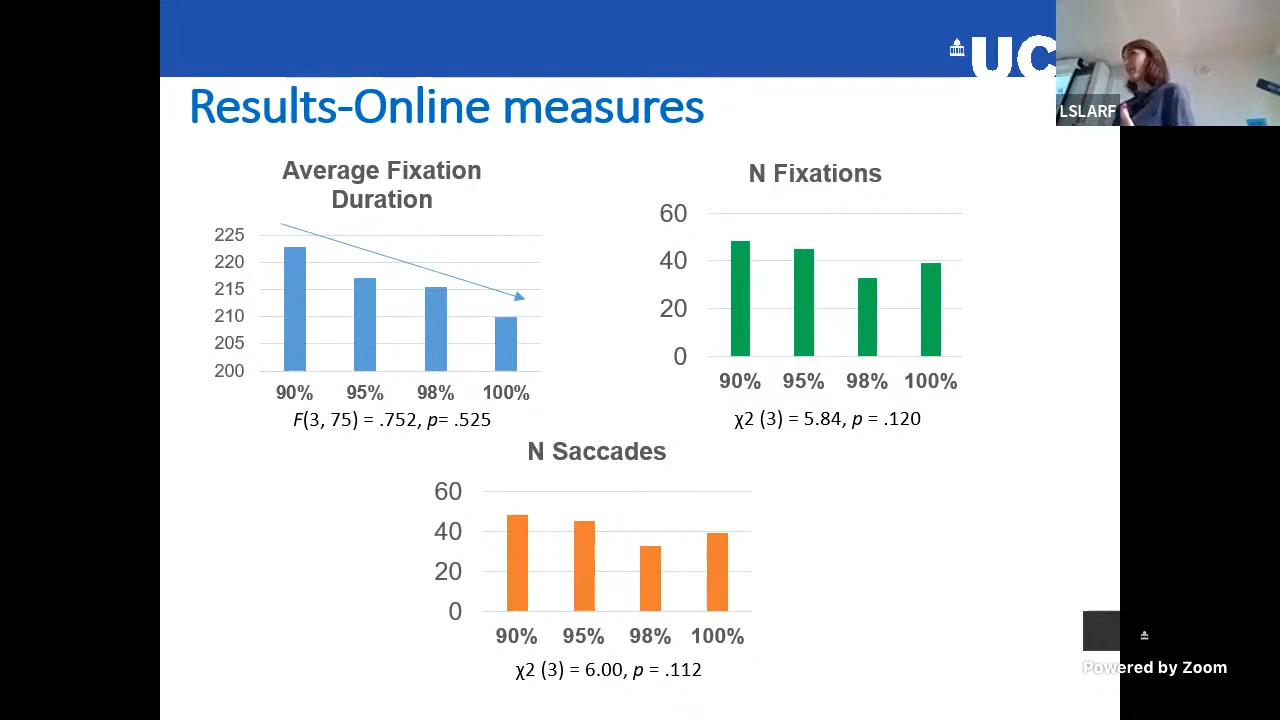 UC
LSLARF
Results-Online measures
Average Fixation
Duration
225
220
215
210
205
200
90% 95% 98% 100%
F(3, 75) = .752, p= .525
N Fixations
60
40
20
0
90% 95% 98% 100%
χ2 (3) = 5.84, p = .120
N Saccades
60
40
20
0
90% 95% 98% 100%
χ2 (3) = 6.00, p = .112
Powered by Zoom